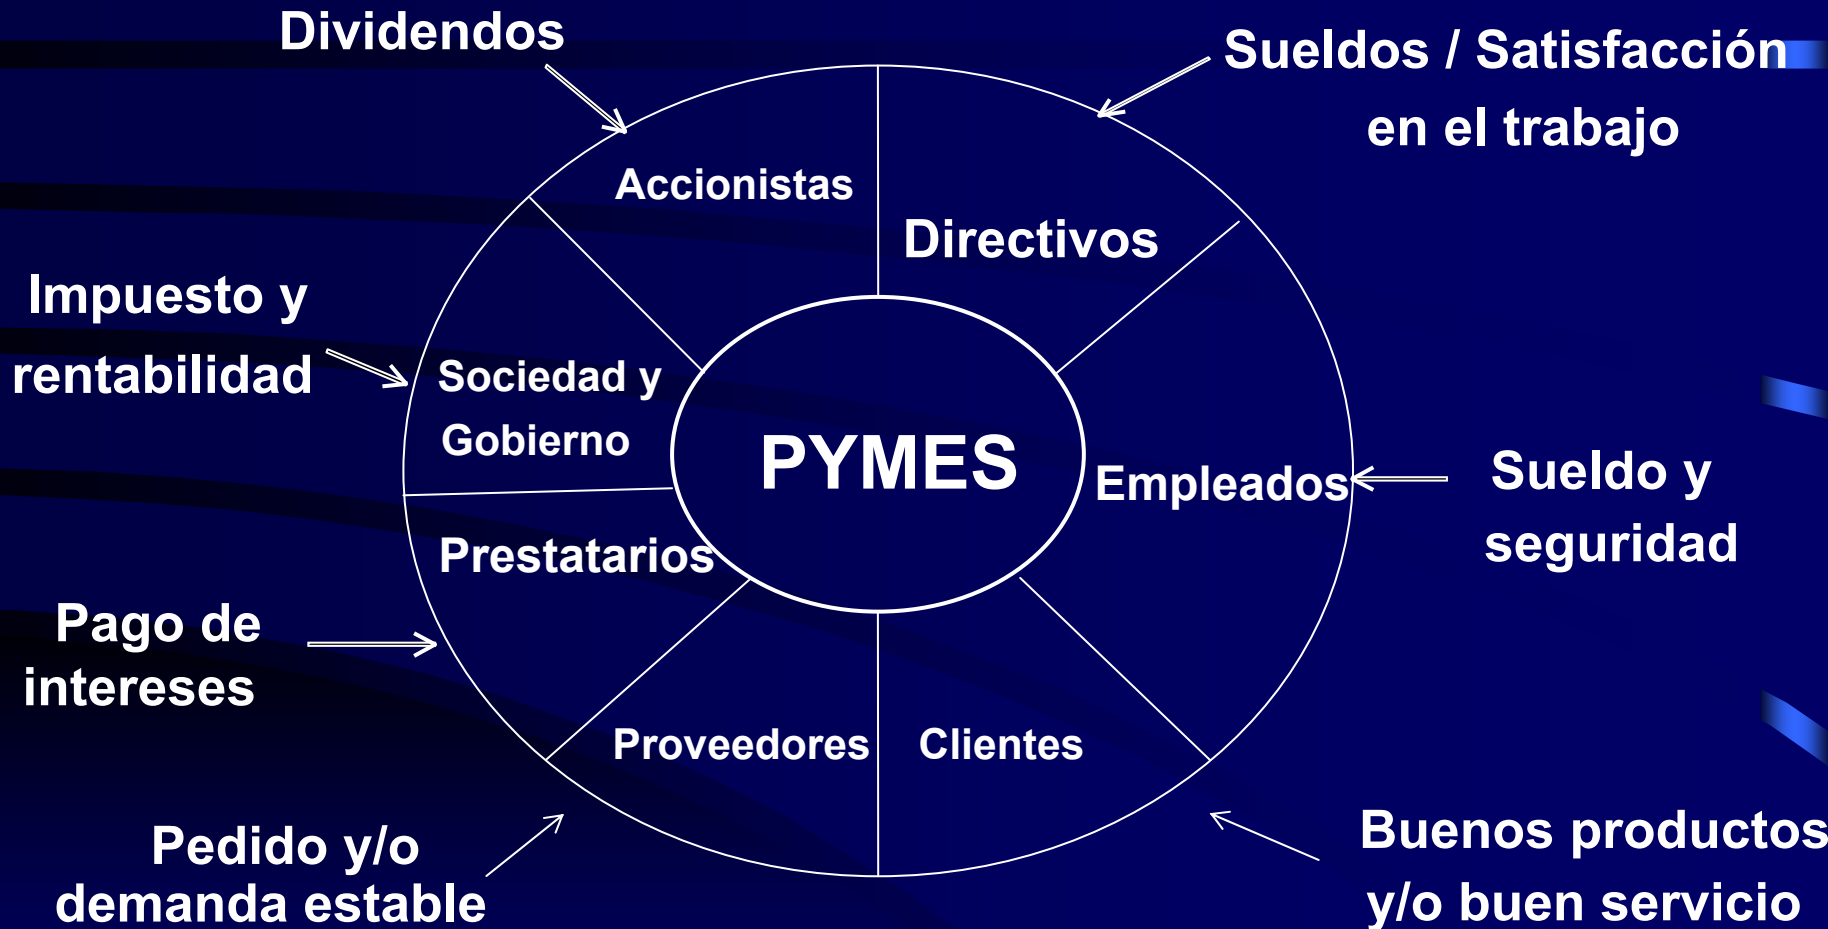 Dividendos
Sueldos / Satisfacción
en el trabajo
Accionistas
Directivos
Impuesto y
rentabilidad
Sociedad y
Gobierno
PYMES
Empleados
Sueldo y
seguridad
Prestatarios
Pago de
intereses
Proveedores
Clientes
Pedido y/o
demanda estable
Buenos productos
y/o buen servicio